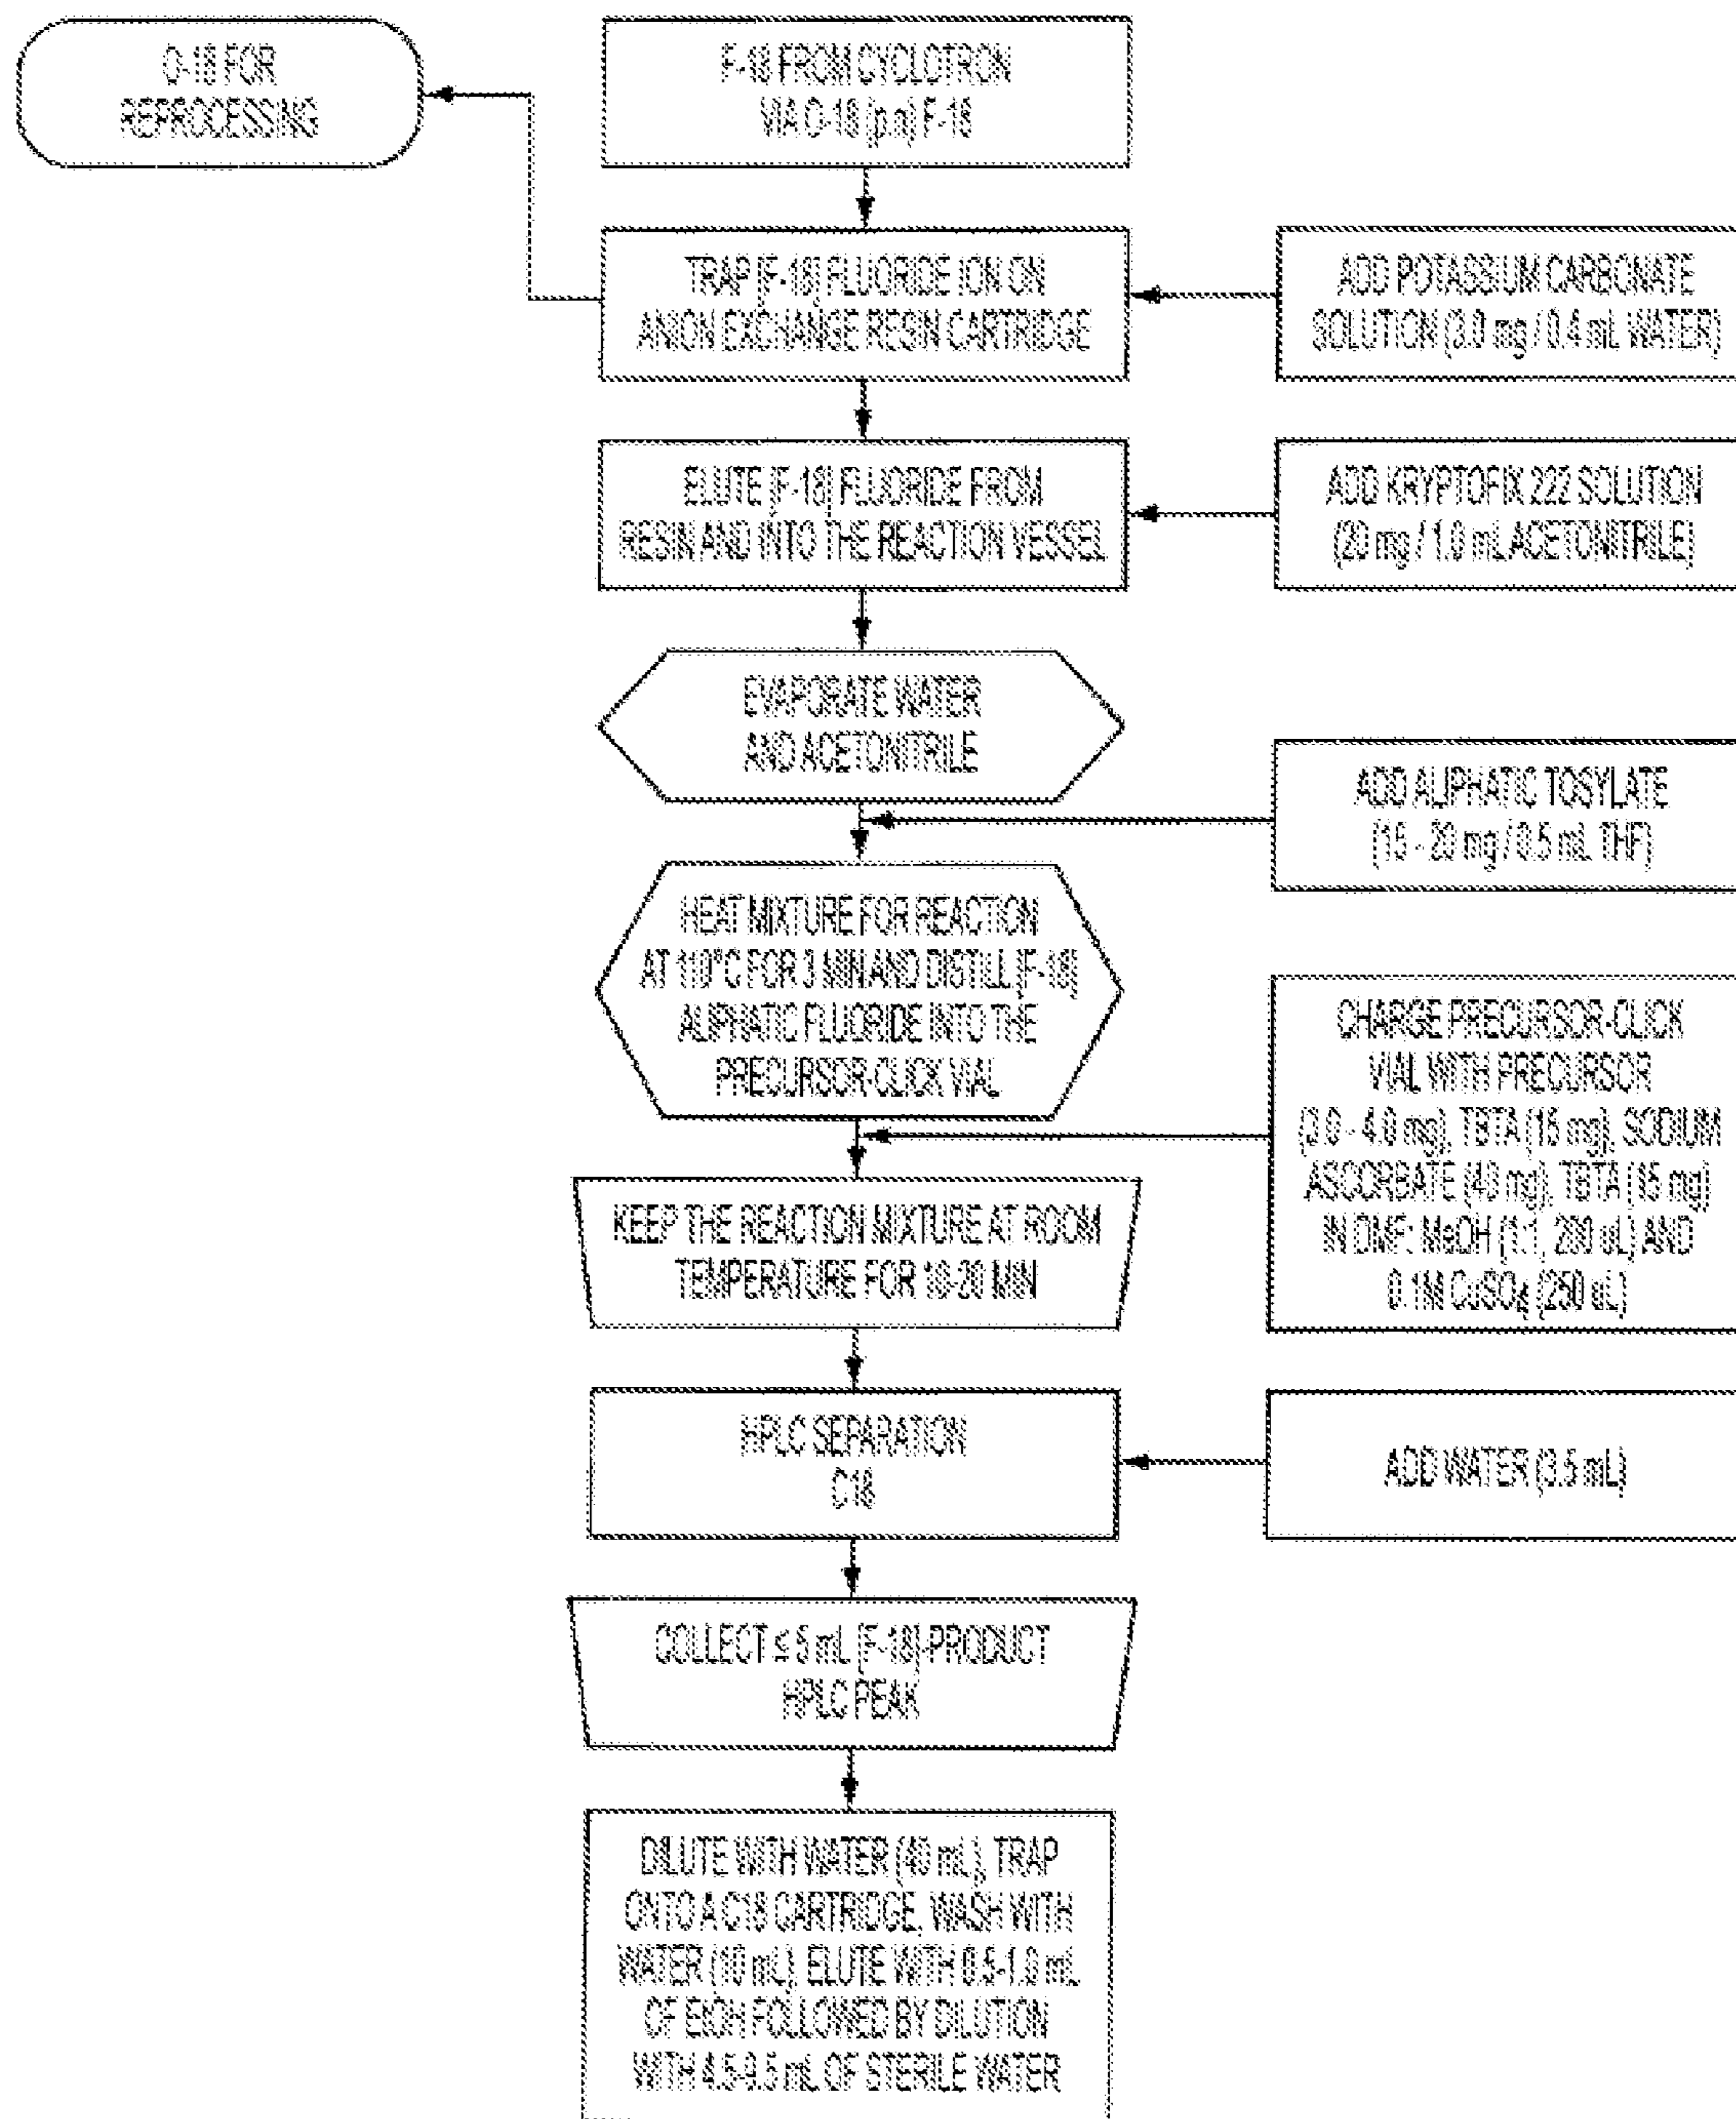 O-18 FOR
REPROCESSING
F-18 FROM CYCLOTRON
VIA O-18 (p,n) F-18
TRAP [F-18] FLUORIDE ION ON
ANION EXCHANGE RESIN CARTRIDGE
ADD POTASSIUM CARBONATE
SOLUTION (3.0 mg / 0.4 mL WATER)
ELUTE [F-18] FLUORIDE FROM
RESIN AND INTO THE REACTION VESSEL
ADD KRYPTOFIX 222 SOLUTION
(20 mg / 1.0 mL ACETONITRILE)
EVAPORATE WATER
AND ACETONITRILE
ADD ALIPHATIC TOSYLATE
(15 - 20 mg / 0.5 mL THF)
HEAT MIXTURE FOR REACTION
AT 110°C FOR 3 MIN AND DISTILL [F-18]
ALIPHATIC FLUORIDE INTO THE
PRECURSOR-CLICK VIAL
CHARGE PRECURSOR-CLICK
VIAL WITH PRECURSOR
(3.0 - 4.0 mg), TBTA (15 mg), SODIUM
ASCORBATE (40 mg), TBTA (15 mg)
IN DMF: MeOH (1:1, 200 uL) AND
0.1M CuSO4 (250 uL)
KEEP THE REACTION MIXTURE AT ROOM
TEMPERATURE FOR 10-20 MIN
HPLC SEPARATION
C18
ADD WATER (3.5 mL)
COLLECT ≤ 5 mL [F-18]-PRODUCT
HPLC PEAK
DILUTE WITH WATER (40 mL), TRAP
ONTO A C18 CARTRIDGE, WASH WITH
WATER (10 mL), ELUTE WITH 0.5-1.0 mL
OF EtOH FOLLOWED BY DILUTION
WITH 4.5-9.5 mL OF STERILE WATER